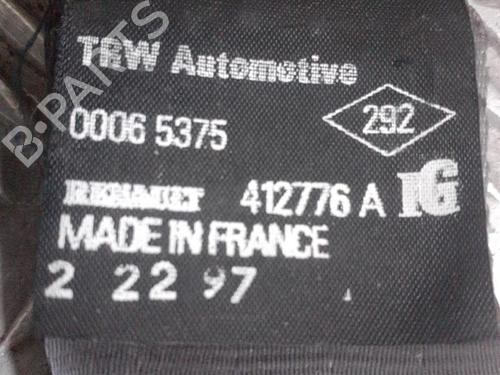 TRW Automotive
0006 5375
292
RENAULT 412776 A
MADE IN FRANCE
2 22 97
B-PARTS